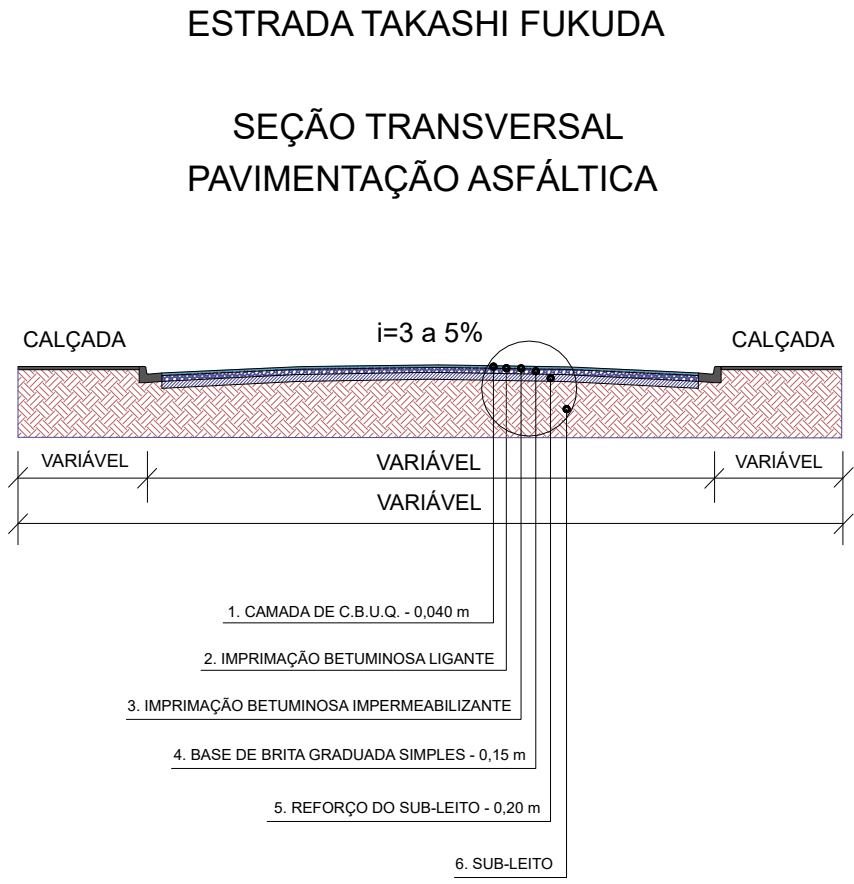 ESTRADA TAKASHI FUKUDA
SEÇÃO TRANSVERSAL
PAVIMENTAÇÃO ASFÁLTICA
CALÇADA
i=3 a 5%
CALÇADA
VARIÁVEL
VARIÁVEL
VARIÁVEL
VARIÁVEL
1. CAMADA DE C.B.U.Q. - 0,040 m
2. IMPRIMAÇÃO BETUMINOSA LIGANTE
3. IMPRIMAÇÃO BETUMINOSA IMPERMEABILIZANTE
4. BASE DE BRITA GRADUADA SIMPLES - 0,15 m
5. REFORÇO DO SUB-LEITO - 0,20 m
6. SUB-LEITO